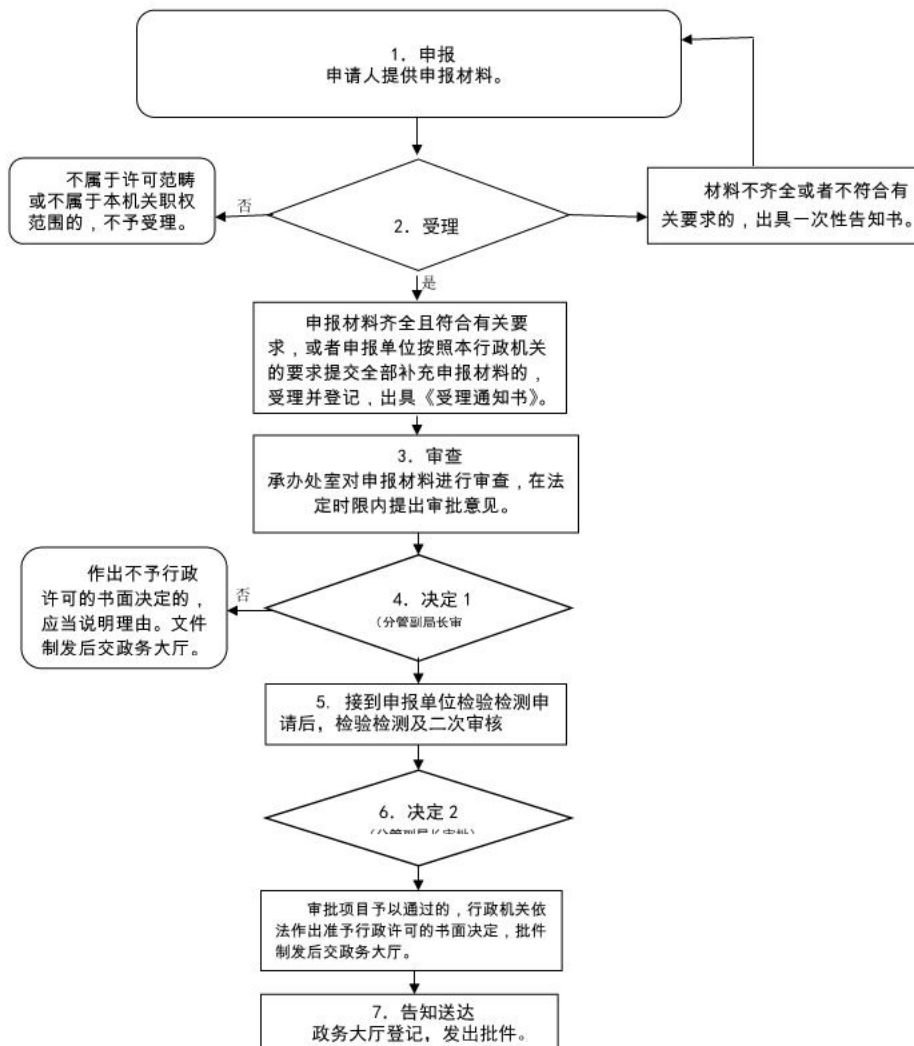 1. 申报
申请人提供申报材料。
不属于许可范畴
或不属于本机关职权
范围的，不予受理。
否
2. 受理
材料不齐全或者不符合有
关要求的，出具一次性告知书。
是
申报材料齐全且符合有关要
求，或者申报单位按照本行政机关
的要求提交全部补充申报材料的，
受理并登记，出具《受理通知书》。
3. 审查
承办处室对申报材料进行审查，在法
定时限内提出审批意见。
作出不予行政
许可的书面决定的，
应当说明理由。文件
制发后交政务大厅。
否
4. 决定 1
（分管副局长审
5. 接到申报单位检验检测申
请后，检验检测及二次审核
6. 决定 2
（分管副局长审批）
审批项目予以通过的，行政机关依
法作出准予行政许可的书面决定，批件
制发后交政务大厅。
7. 告知送达
政务大厅登记，发出批件。